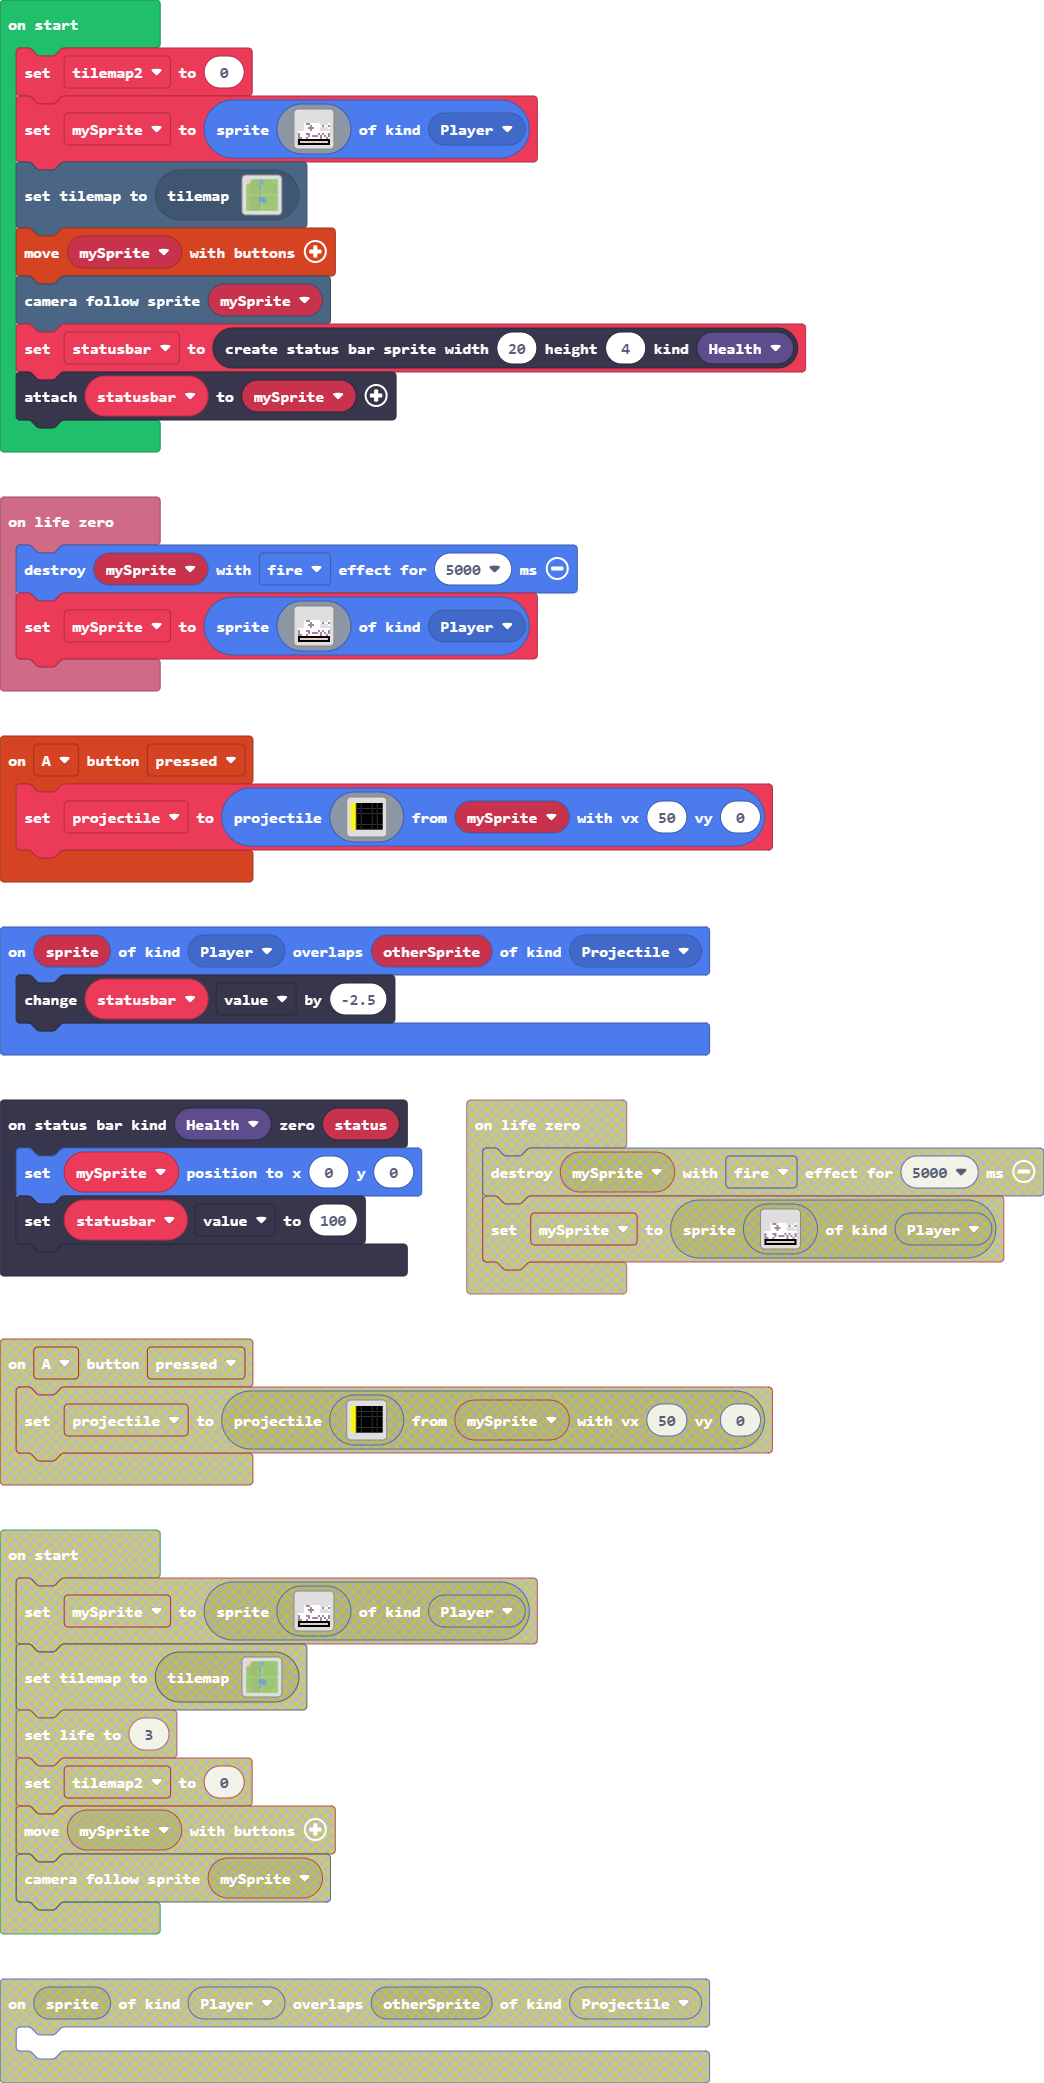 on start
set tilemap2 to 0
set mySprite to sprite of kind Player
set tilemap to tilemap
move mySprite with buttons
camera follow sprite mySprite
set statusbar to create status bar sprite width 20 height 4 kind Health
attach statusbar to mySprite
on life zero
destroy mySprite with fire effect for 5000 ms
set mySprite to sprite of kind Player
on A button pressed
set projectile to projectile from mySprite with vx 50 vy 0
on sprite of kind Player overlaps otherSprite of kind Projectile
change statusbar value by -2.5
on status bar kind Health zero status
set mySprite position to x 0 y 0
set statusbar value to 100
on life zero
destroy mySprite with fire effect for 5000 ms
set mySprite to sprite of kind Player
on A button pressed
set projectile to projectile from mySprite with vx 50 vy 0
on start
set mySprite to sprite of kind Player
set tilemap to tilemap
set life to 3
set tilemap2 to 0
move mySprite with buttons
camera follow sprite mySprite
on sprite of kind Player overlaps otherSprite of kind Projectile